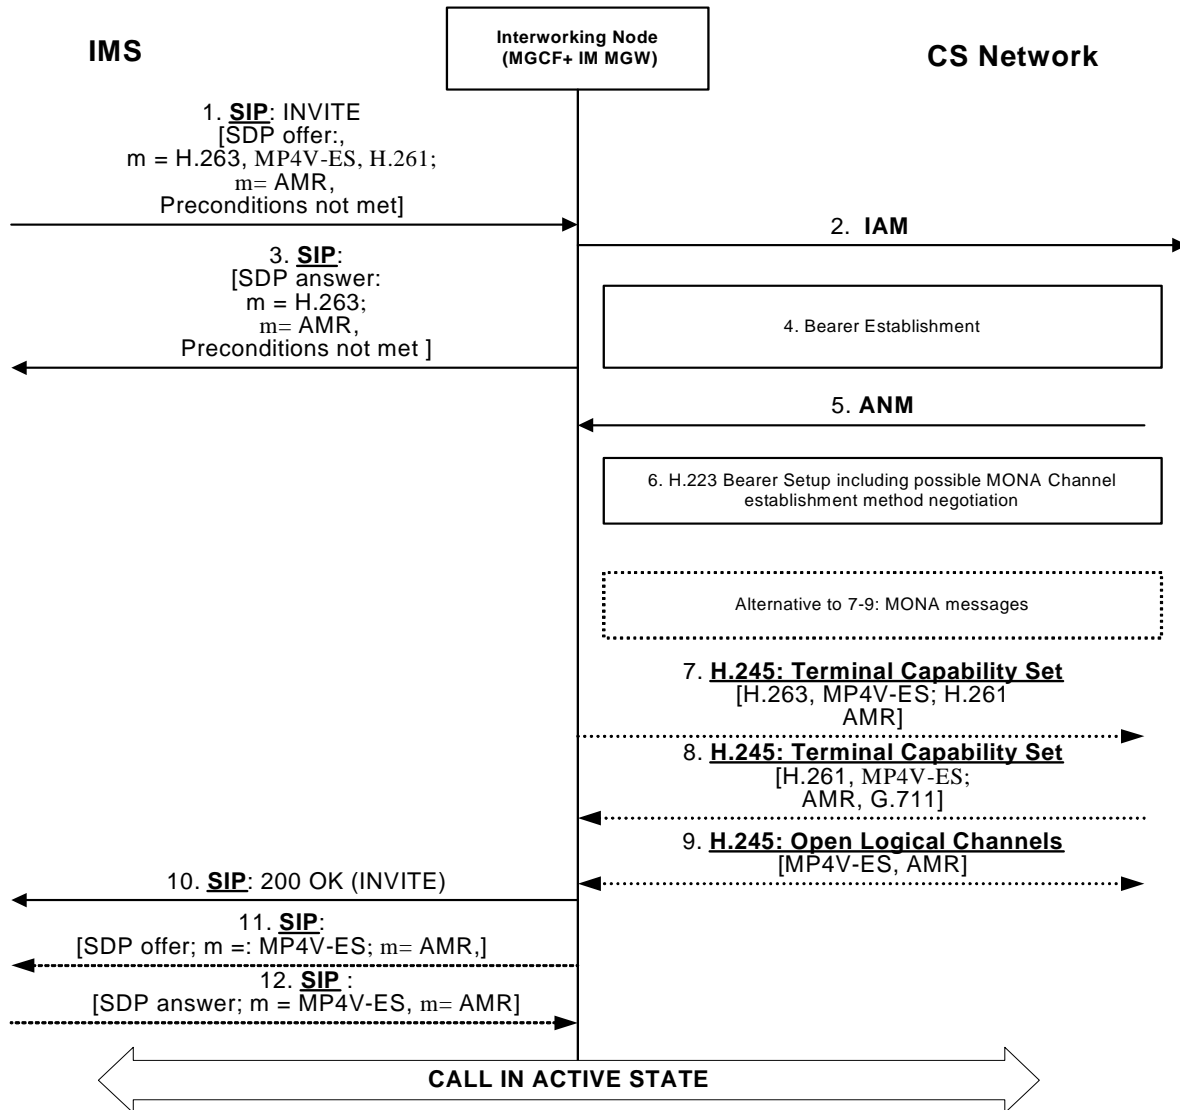 IMS
Interworking Node
(MGCF+ IM MGW)
CS Network
1. SIP: INVITE
[SDP offer:,
m = H.263, MP4V-ES, H.261;
m= AMR,
Preconditions not met]
2. IAM
3. SIP:
[SDP answer:
m = H.263;
m= AMR,
Preconditions not met ]
4. Bearer Establishment
5. ANM
6. H.223 Bearer Setup including possible MONA Channel
establishment method negotiation
Alternative to 7-9: MONA messages
7. H.245: Terminal Capability Set
[H.263, MP4V-ES; H.261
AMR]
8. H.245: Terminal Capability Set
[H.261, MP4V-ES;
AMR, G.711]
9. H.245: Open Logical Channels
[MP4V-ES, AMR]
10. SIP: 200 OK (INVITE)
11. SIP:
[SDP offer; m =: MP4V-ES; m= AMR,]
12. SIP :
[SDP answer; m = MP4V-ES, m= AMR]
CALL IN ACTIVE STATE